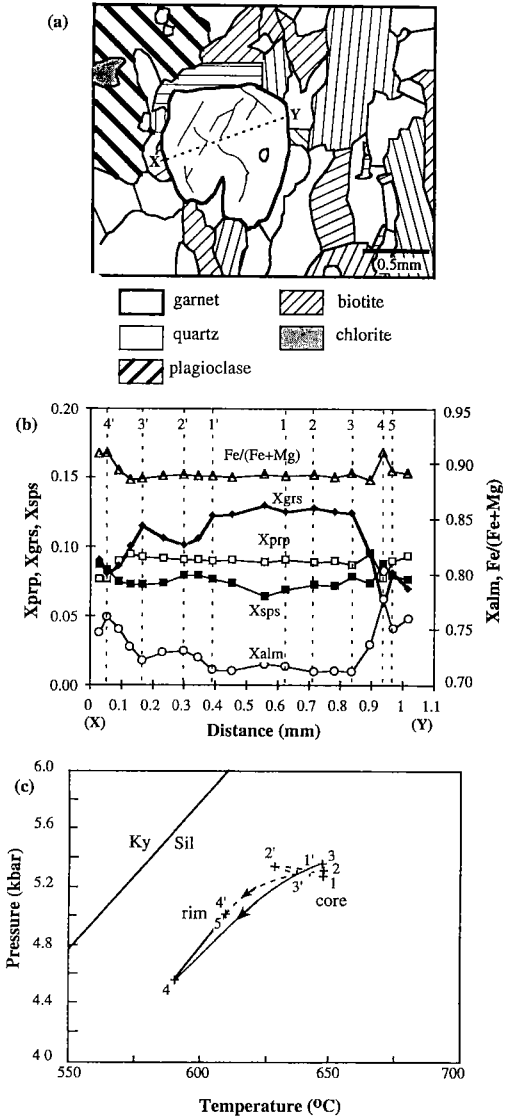 (a)
X
Y
0.5mm
garnet
biotite
quartz
chlorite
plagioclase
(b)
Xprp, Xgrs, Xsps
Xalm, Fe/(Fe+Mg)
0.20
0.15
0.10
0.05
0.00
0.95
0.90
0.85
0.80
0.75
0.70
4' 3' 2' 1' 1 2 3 4 5
Fe/(Fe+Mg)
Xgrs
Xprp
Xsps
Xalm
0 0.1 0.2 0.3 0.4 0.5 0.6 0.7 0.8 0.9 1 1.1
(X) Distance (mm) (Y)
(c)
Pressure (kbar)
6.0
5.6
5.2
4.8
4.4
4 0
Ky Sil
2' 1' 3
2
3' 1
core
4'
rim 5
4
550 600 650 700
Temperature (ºC)